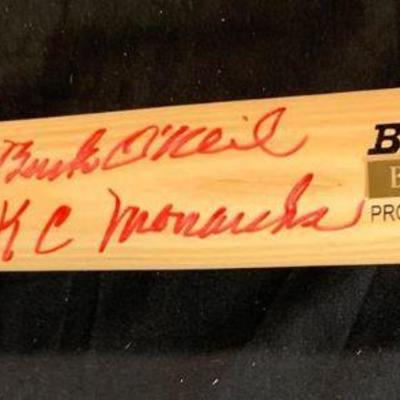 Buck O'Neil
KC Monarchs
B
PRO